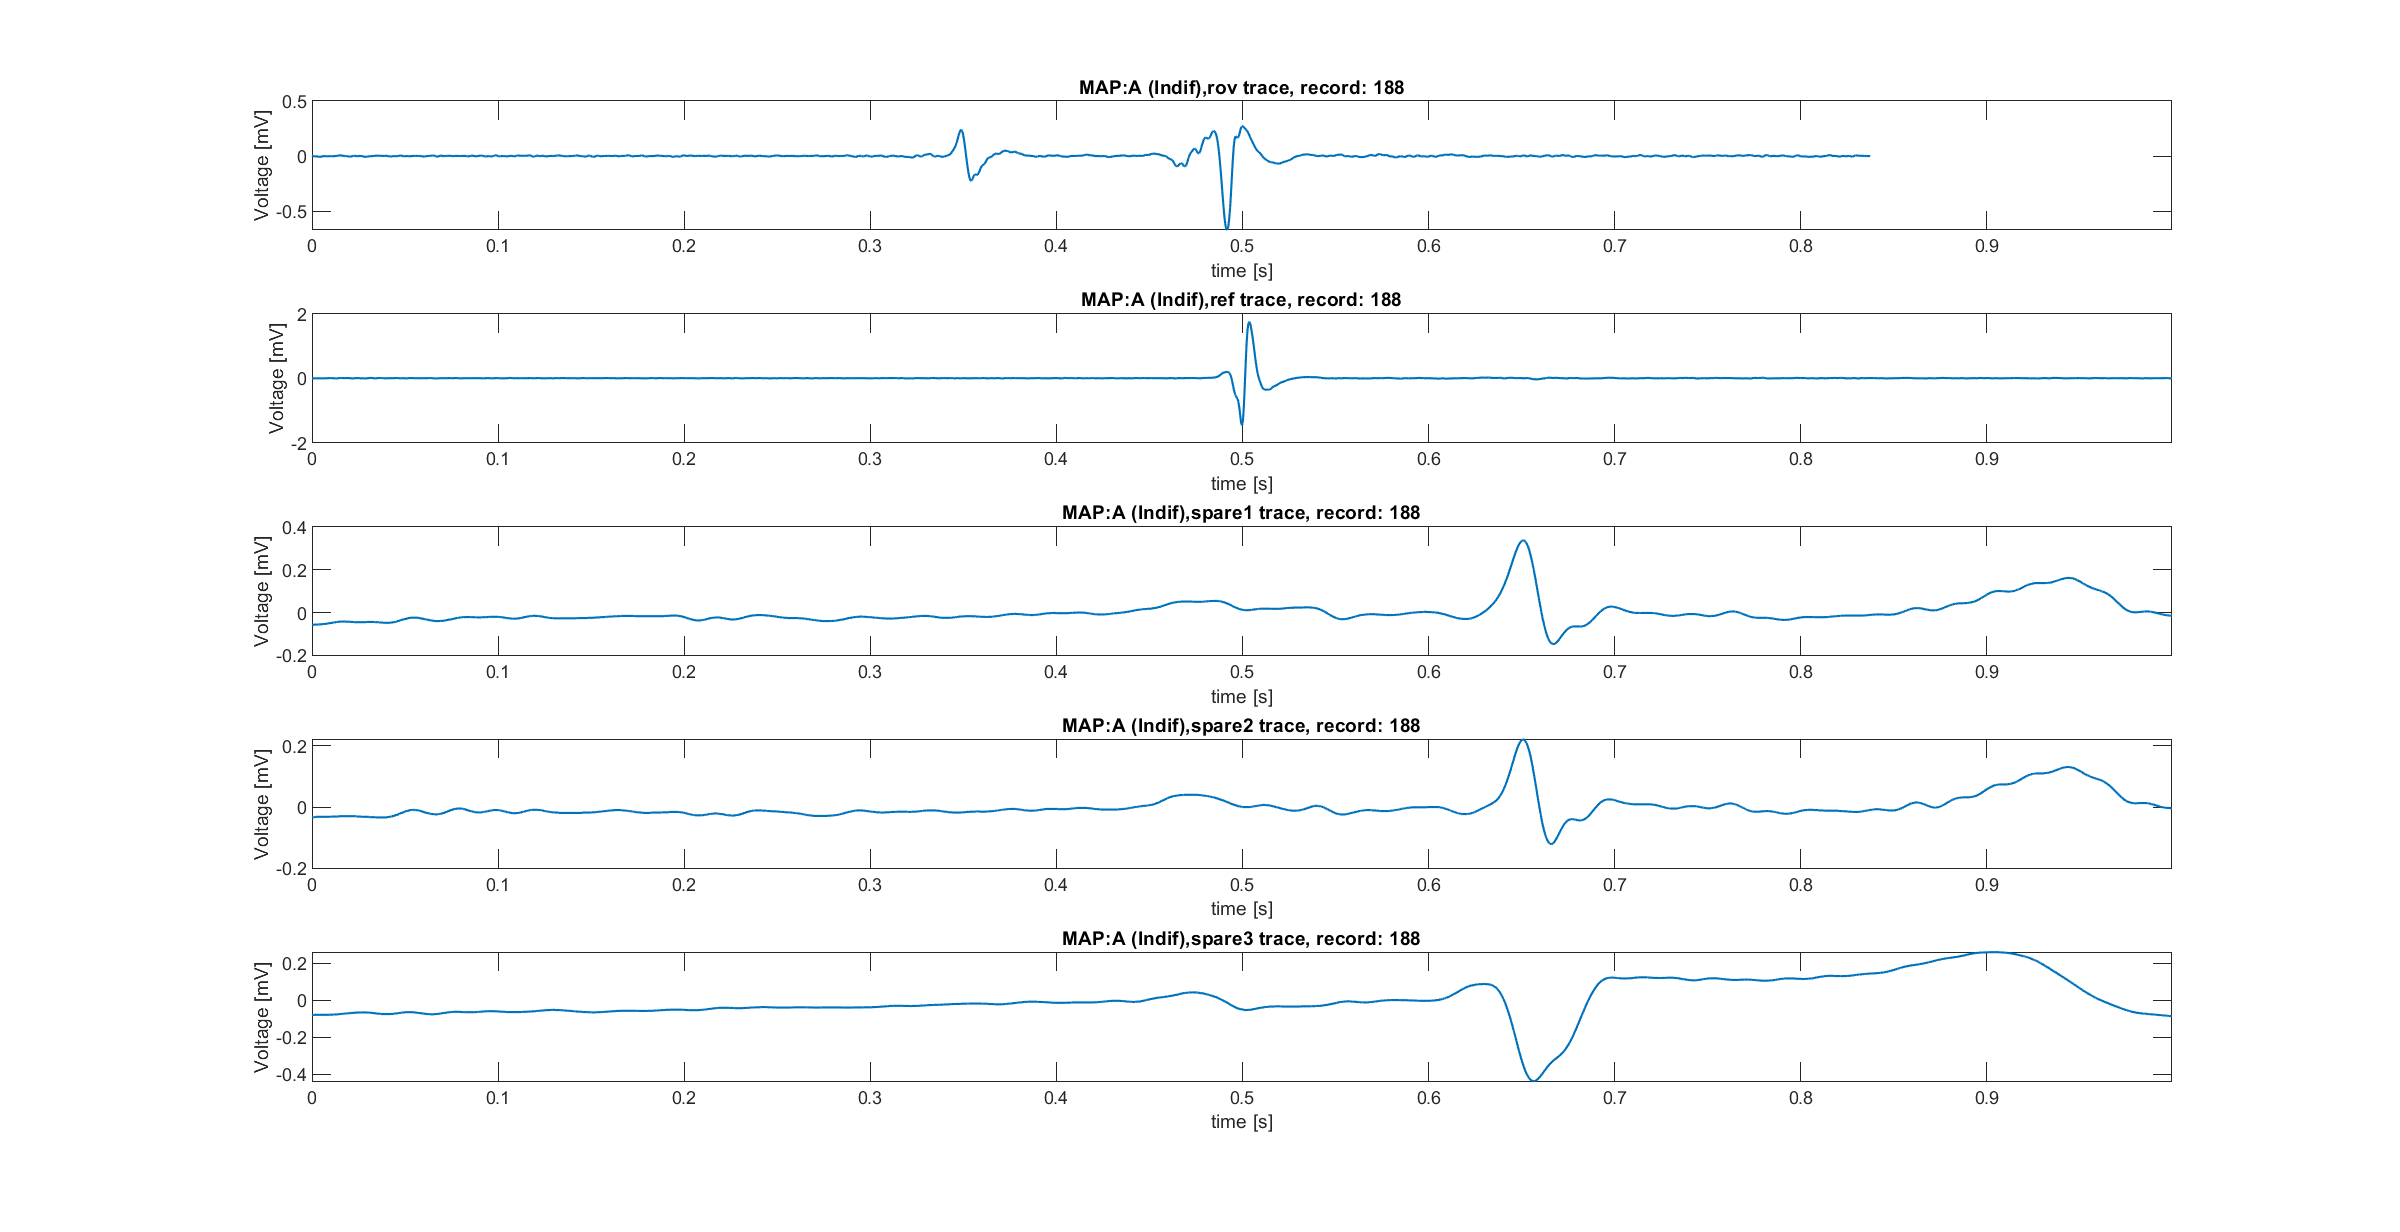 MAP:A (Indif),rov trace, record: 188
Voltage [mV]
0.5
0
-0.5
0 0.1 0.2 0.3 0.4 0.5 0.6 0.7 0.8 0.9
time [s]
MAP:A (Indif),ref trace, record: 188
Voltage [mV]
2
0
-2
0 0.1 0.2 0.3 0.4 0.5 0.6 0.7 0.8 0.9
time [s]
MAP:A (Indif),spare1 trace, record: 188
Voltage [mV]
0.4
0.2
0
-0.2
0 0.1 0.2 0.3 0.4 0.5 0.6 0.7 0.8 0.9
time [s]
MAP:A (Indif),spare2 trace, record: 188
Voltage [mV]
0.2
0
-0.2
0 0.1 0.2 0.3 0.4 0.5 0.6 0.7 0.8 0.9
time [s]
MAP:A (Indif),spare3 trace, record: 188
Voltage [mV]
0.2
0
-0.2
-0.4
0 0.1 0.2 0.3 0.4 0.5 0.6 0.7 0.8 0.9
time [s]